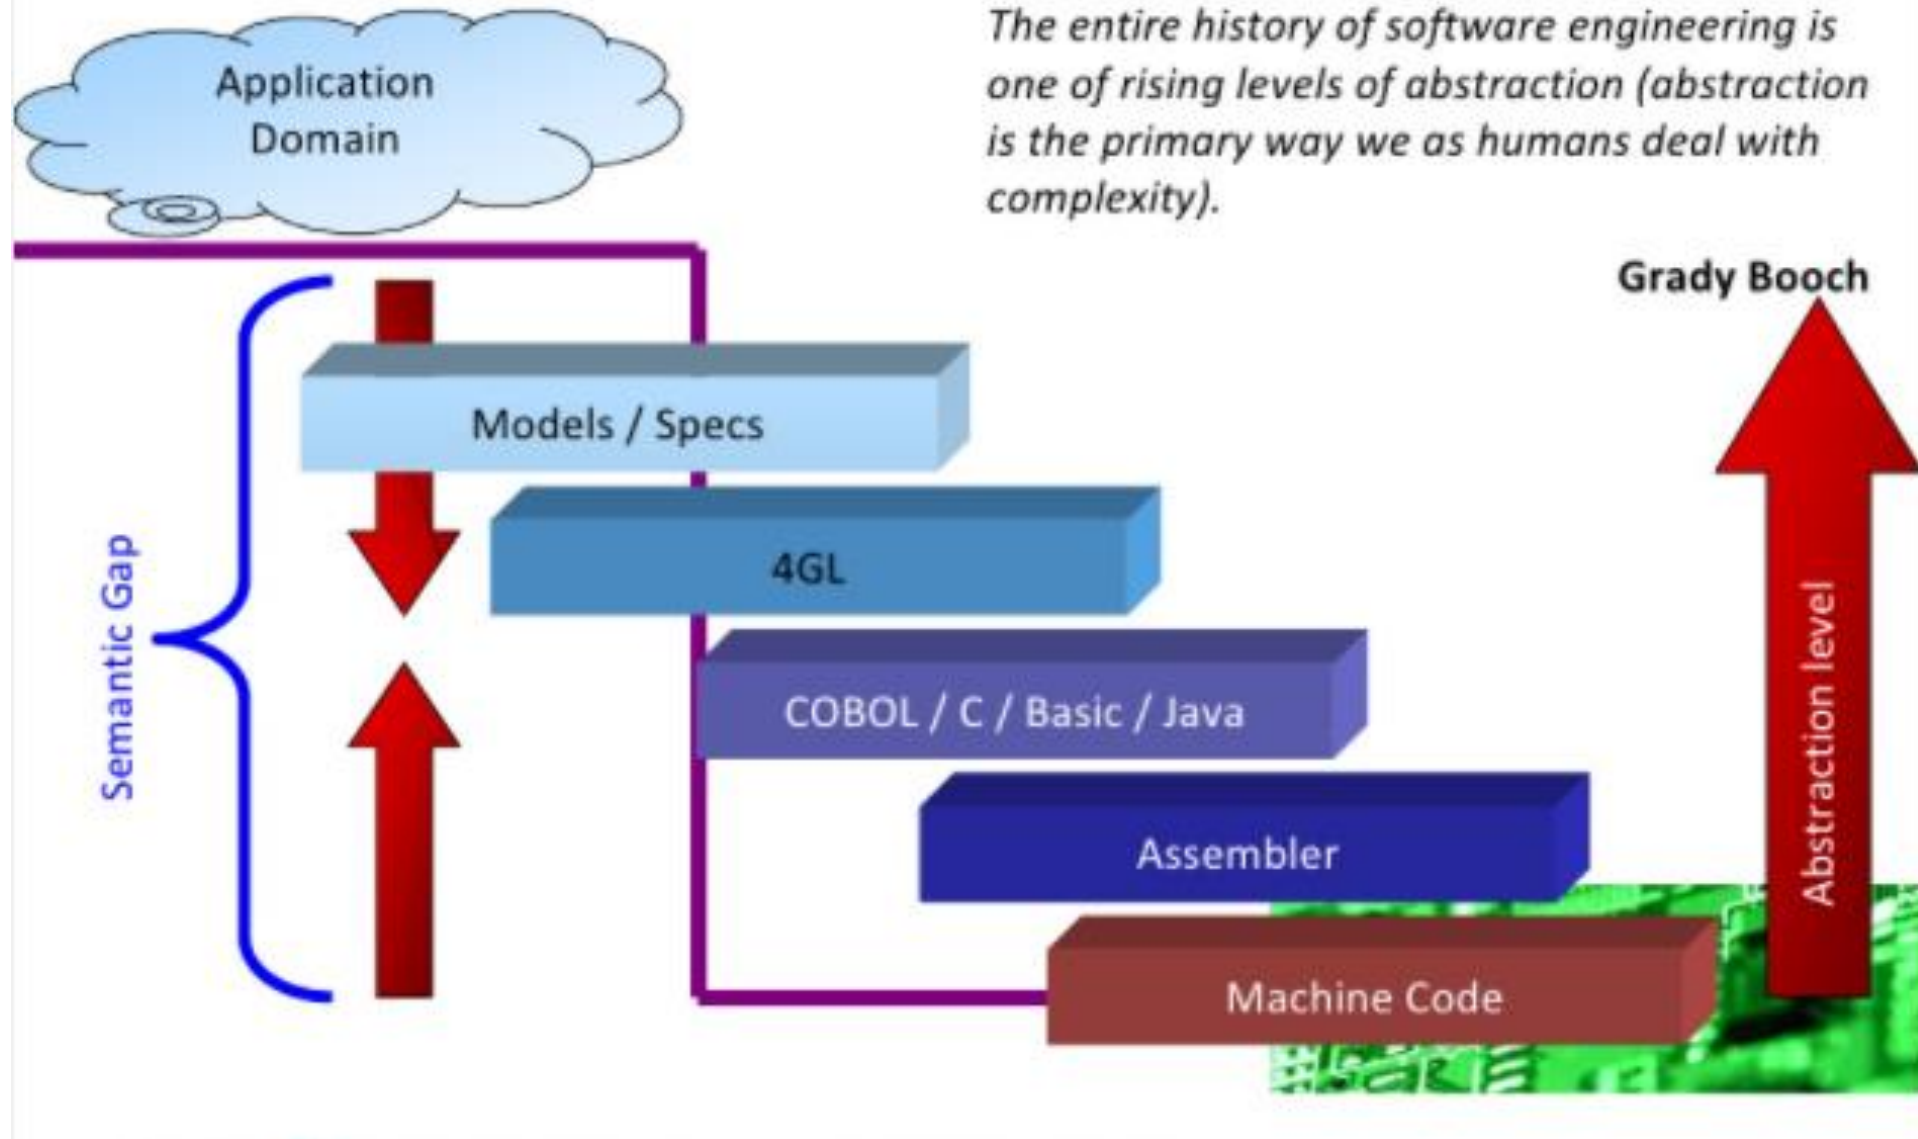 Application
Domain
The entire history of software engineering is
one of rising levels of abstraction (abstraction
is the primary way we as humans deal with
complexity).
Grady Booch
Models / Specs
4GL
COBOL / C / Basic / Java
Assembler
Machine Code
Semantic Gap
Abstraction level